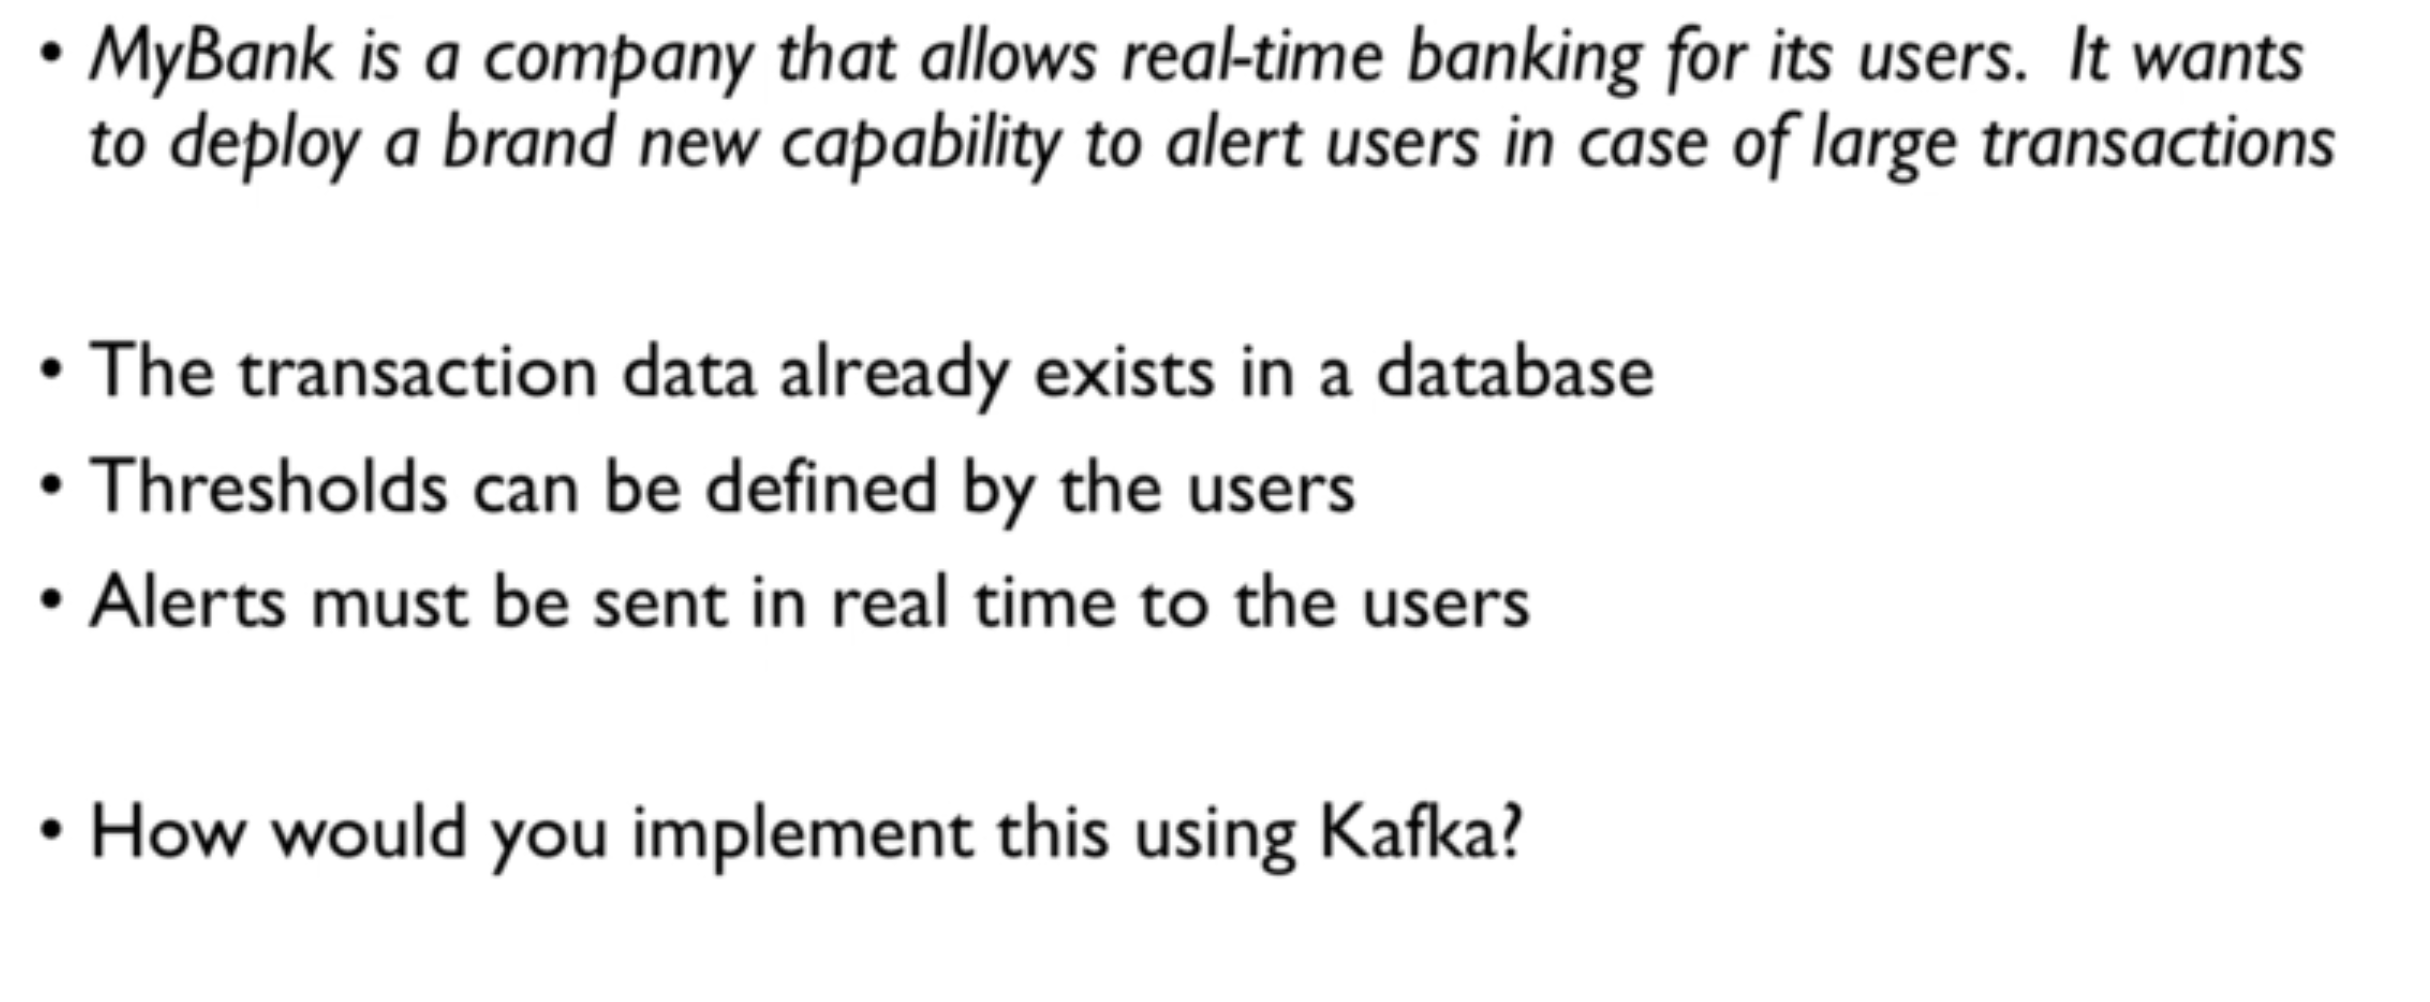 • MyBank is a company that allows real-time banking for its users. It wants
to deploy a brand new capability to alert users in case of large transactions
• The transaction data already exists in a database
• Thresholds can be defined by the users
• Alerts must be sent in real time to the users
• How would you implement this using Kafka?